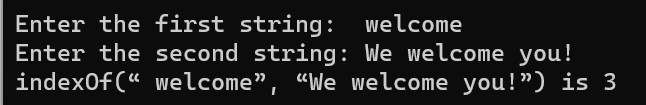 Enter the first string:  welcome
Enter the second string: We welcome you!
indexOf(“ welcome”, “We welcome you!”) is 3